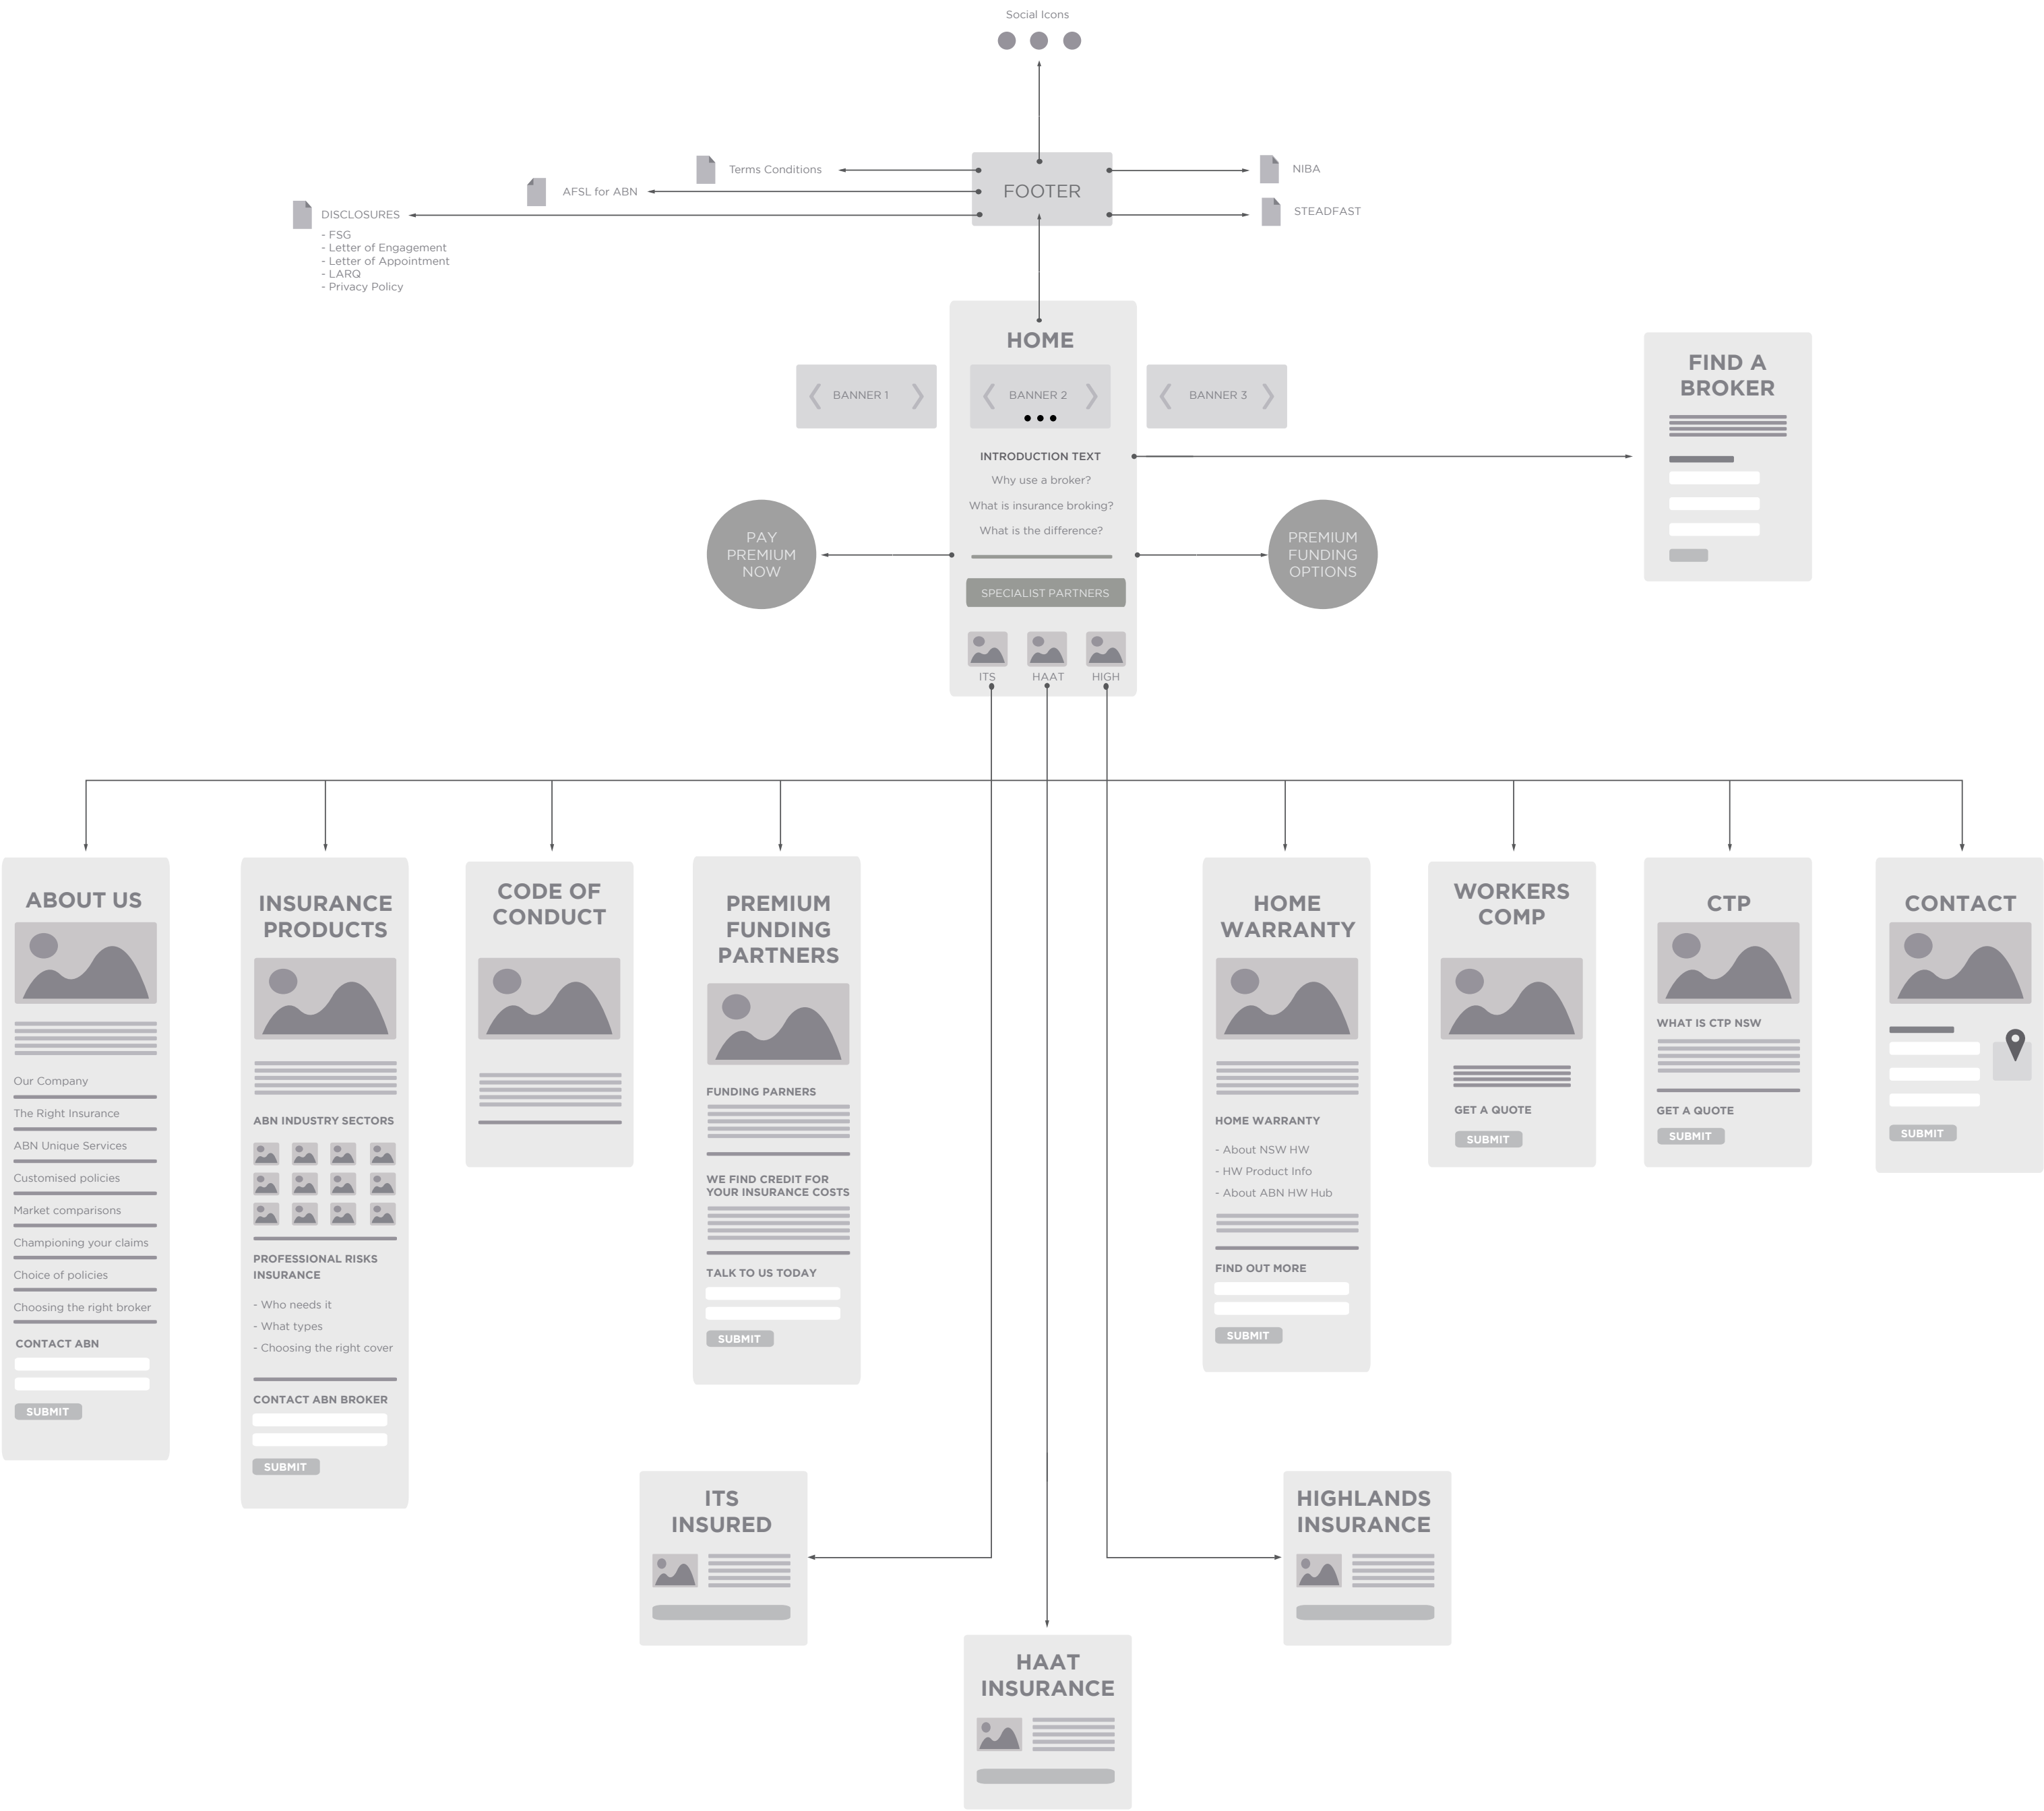 Social Icons
FOOTER
Terms Conditions
AFSL for ABN
DISCLOSURES
- FSG
- Letter of Engagement
- Letter of Appointment
- LARQ
- Privacy Policy
NIBA
STEADFAST
HOME
BANNER 1
BANNER 2
BANNER 3
INTRODUCTION TEXT
Why use a broker?
What is insurance broking?
What is the difference?
PAY
PREMIUM
NOW
PREMIUM
FUNDING
OPTIONS
SPECIALIST PARTNERS
ITS
HAAT
HIGH
FIND A
BROKER
ABOUT US
Our Company
The Right Insurance
ABN Unique Services
Customised policies
Market comparisons
Championing your claims
Choice of policies
Choosing the right broker
CONTACT ABN
SUBMIT
INSURANCE
PRODUCTS
ABN INDUSTRY SECTORS
PROFESSIONAL RISKS
INSURANCE
- Who needs it
- What types
- Choosing the right cover
CONTACT ABN BROKER
SUBMIT
CODE OF
CONDUCT
PREMIUM
FUNDING
PARTNERS
FUNDING PARNERS
WE FIND CREDIT FOR
YOUR INSURANCE COSTS
TALK TO US TODAY
SUBMIT
HOME
WARRANTY
HOME WARRANTY
- About NSW HW
- HW Product Info
- About ABN HW Hub
FIND OUT MORE
SUBMIT
WORKERS
COMP
GET A QUOTE
SUBMIT
CTP
WHAT IS CTP NSW
GET A QUOTE
SUBMIT
CONTACT
SUBMIT
ITS
INSURED
HIGHLANDS
INSURANCE
HAAT
INSURANCE